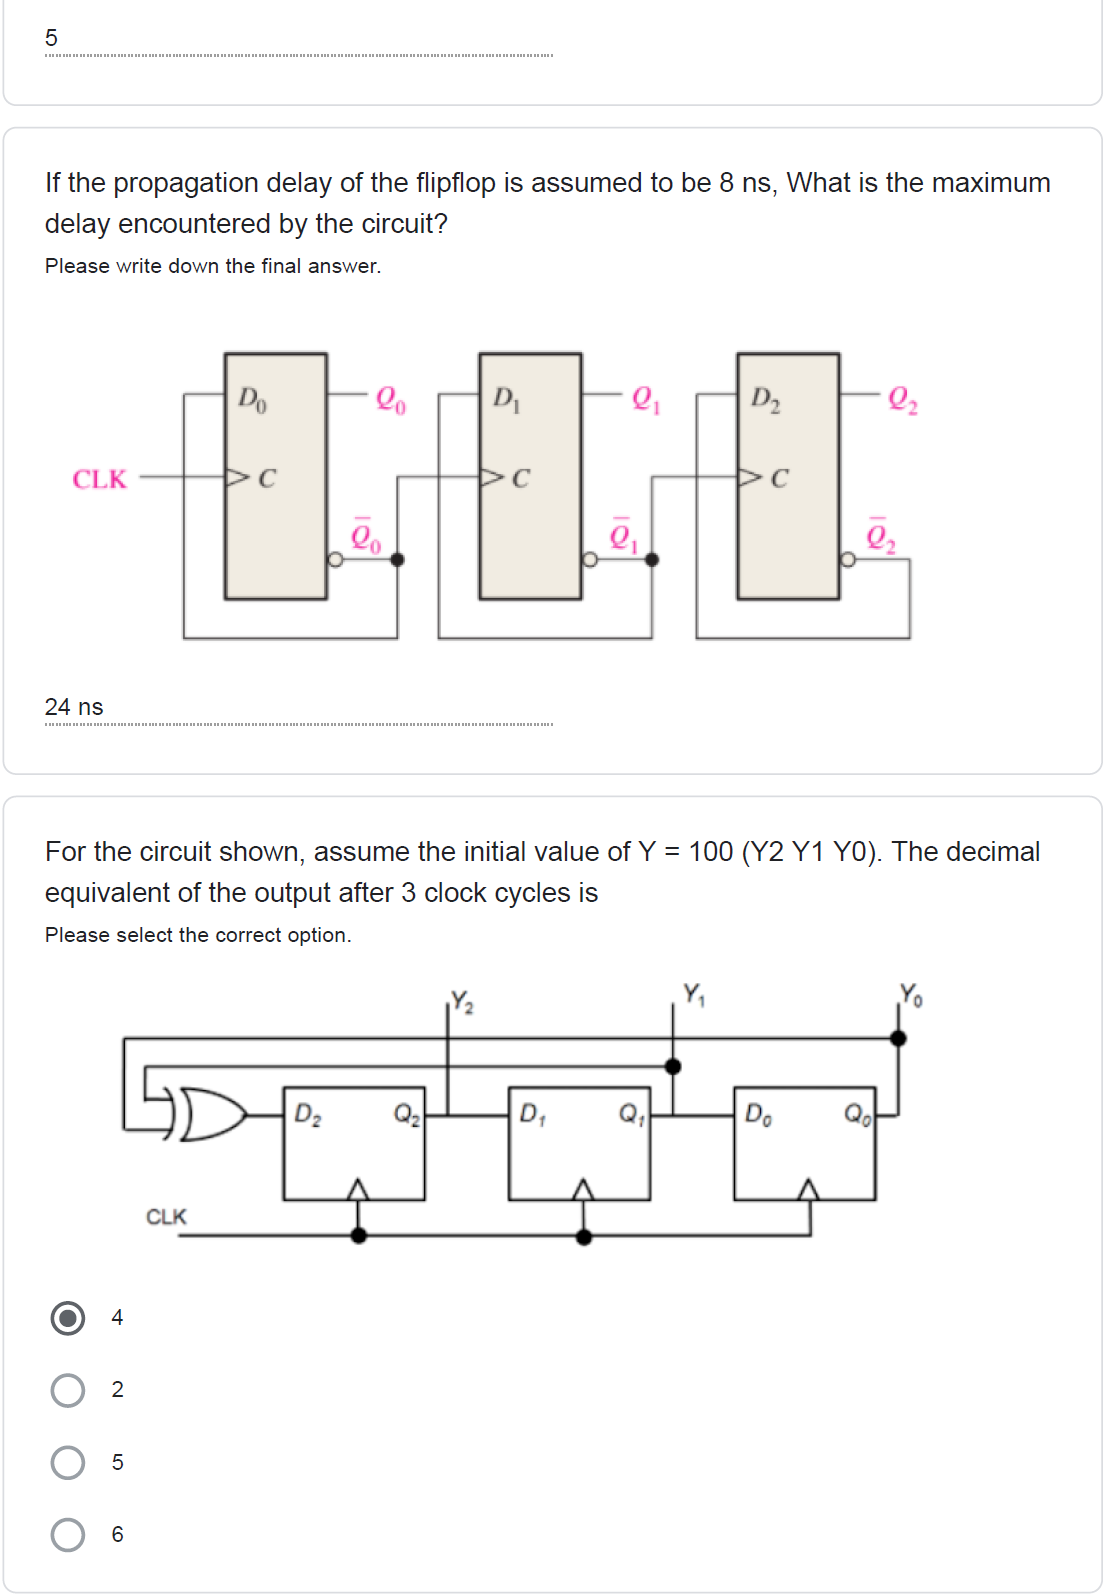 5
If the propagation delay of the flipflop is assumed to be 8 ns, What is the maximum
delay encountered by the circuit?
Please write down the final answer.
D₀ Q₀ D₁ Q₁ D₂ Q₂
CLK C C C
Q̅₀ Q̅₁ Q̅₂
24 ns
For the circuit shown, assume the initial value of Y = 100 (Y2 Y1 Y0). The decimal
equivalent of the output after 3 clock cycles is
Please select the correct option.
Y₂ Y₁ Y₀
D₂ Q₂ D₁ Q₁ D₀ Q₀
CLK
4
2
5
6